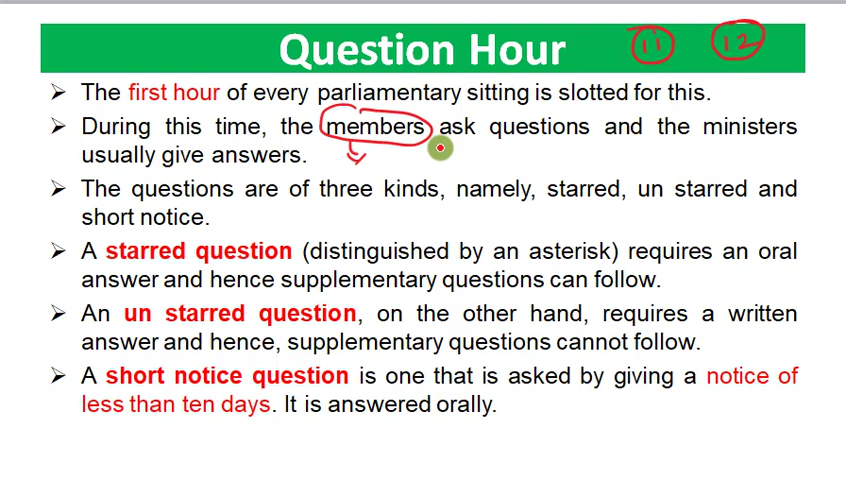 Question Hour 11 12
➢ The first hour of every parliamentary sitting is slotted for this.
➢ During this time, the members ask questions and the ministers
usually give answers.
➢ The questions are of three kinds, namely, starred, un starred and
short notice.
➢ A starred question (distinguished by an asterisk) requires an oral
answer and hence supplementary questions can follow.
➢ An un starred question, on the other hand, requires a written
answer and hence, supplementary questions cannot follow.
➢ A short notice question is one that is asked by giving a notice of
less than ten days. It is answered orally.